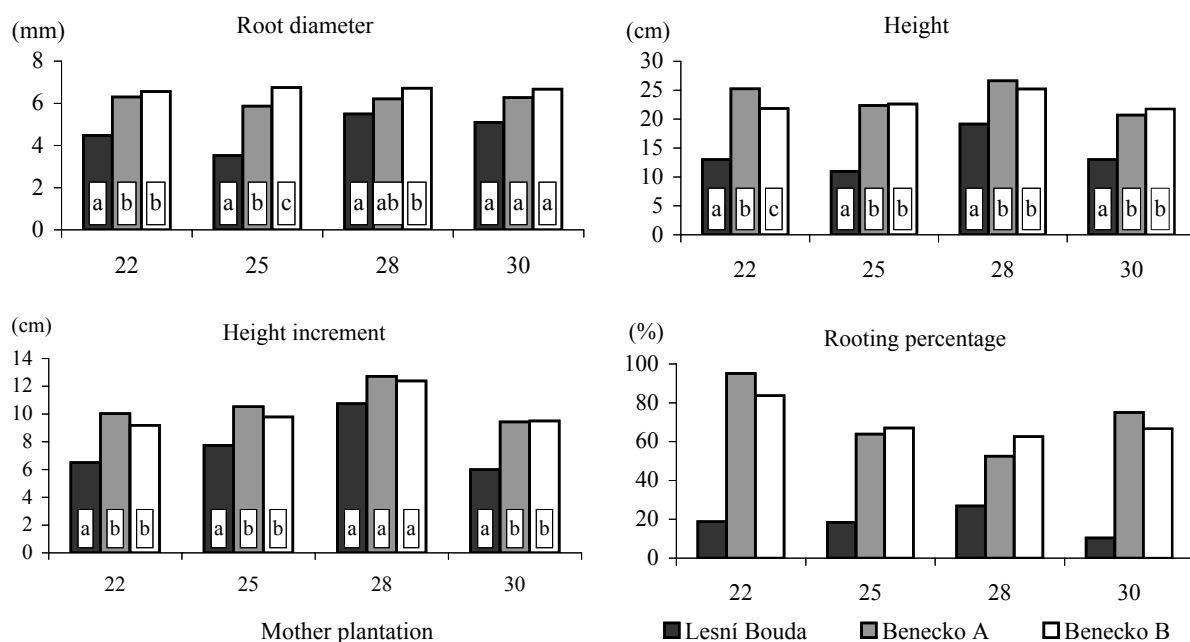 Root diameter
(mm)
8
6
4
2
0
a b b a b c a ab b a a a
22 25 28 30
Height
(cm)
30
25
20
15
10
5
0
a b c a b b a b b a b b
22 25 28 30
Height increment
(cm)
14
12
10
8
6
4
2
0
a b b a b b a a a a b b
22 25 28 30
Mother plantation
Rooting percentage
(%)
100
80
60
40
20
0
22 25 28 30
Lesní Bouda Benecko A Benecko B